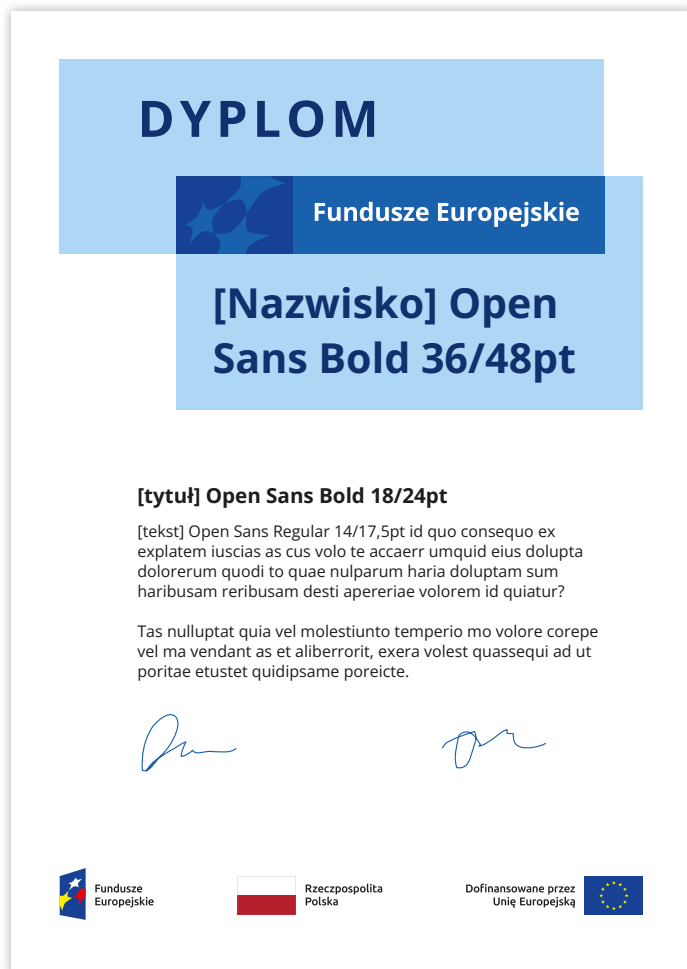 DYPLOM
Fundusze Europejskie
[Nazwisko] Open
Sans Bold 36/48pt
[tytuł] Open Sans Bold 18/24pt
[tekst] Open Sans Regular 14/17,5pt id quo consequo ex
explatem iuscias as cus volo te accaerr umquid eius dolupta
dolorerum quodi to quae nulparum haria doluptam sum
haribusam reribusam desti apereriae volorem id quiatur?
Tas nulluptat quia vel molestiunto temperio mo volore corepe
vel ma vendant as et aliberrorit, exera volest quassequi ad ut
poritae etustet quidipsame poreicte.
Fundusze
Europejskie
Rzeczpospolita
Polska
Dofinansowane przez
Unię Europejską